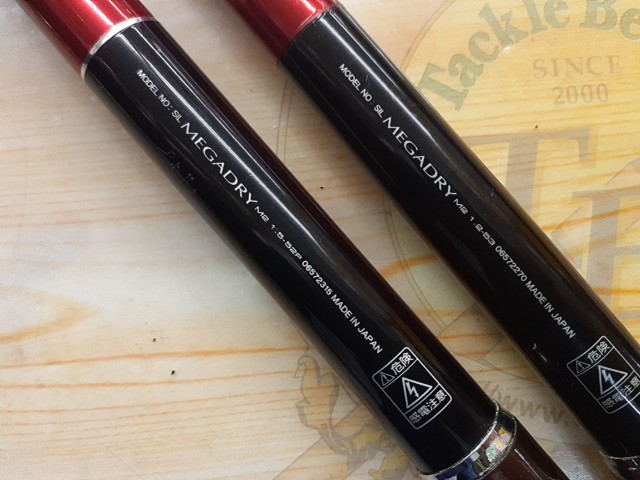 MODEL NO : SIL MEGADRY M2 1.5-52P 06572315 MADE IN JAPAN
危険
感電注意
MODEL NO : SIL MEGADRY M2 1.2-53 06572270 MADE IN JAPAN
危険
感電注意
Tackle Be
SINCE
2000